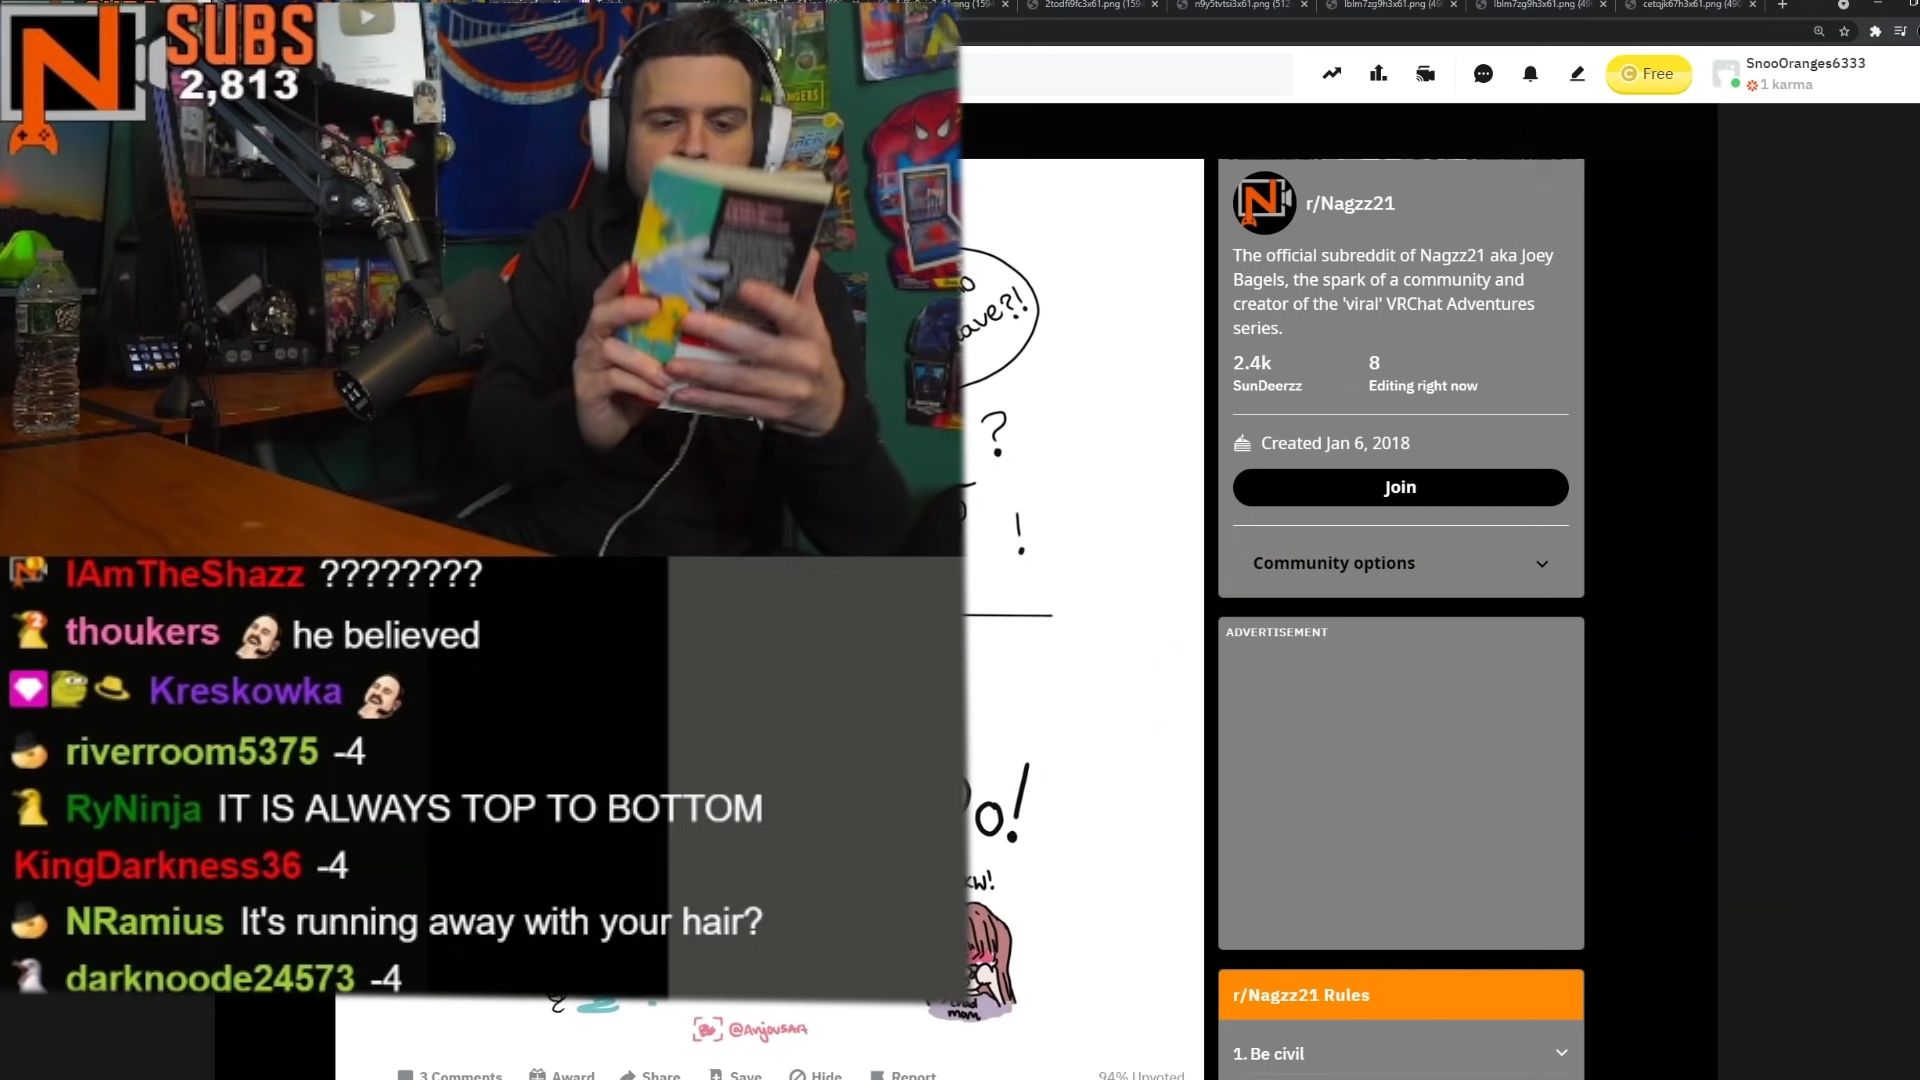 SUBS
2,813
2todfi9fc3x61.png (159
n9y5tvtsi3x61.png (512
lblm7zg9h3x61.png (49
lblm7zg9h3x61.png (49
cetqjk67h3x61.png (490
Free
SnooOranges6333
1 karma
ave?!
?
!
o!
r/Nagzz21
The official subreddit of Nagzz21 aka Joey
Bagels, the spark of a community and
creator of the 'viral' VRChat Adventures
series.
2.4k 8
SunDeerzz Editing right now
Created Jan 6, 2018
Join
Community options
ADVERTISEMENT
r/Nagzz21 Rules
1. Be civil
IAmTheShazz ????????
thoukers he believed
Kreskowka
riverroom5375 -4
RyNinja IT IS ALWAYS TOP TO BOTTOM
KingDarkness36 -4
NRamius It's running away with your hair?
darknoode24573 -4
mom
@AnjousArt
3 Comments Award Share Save Hide Report 94% Upvoted